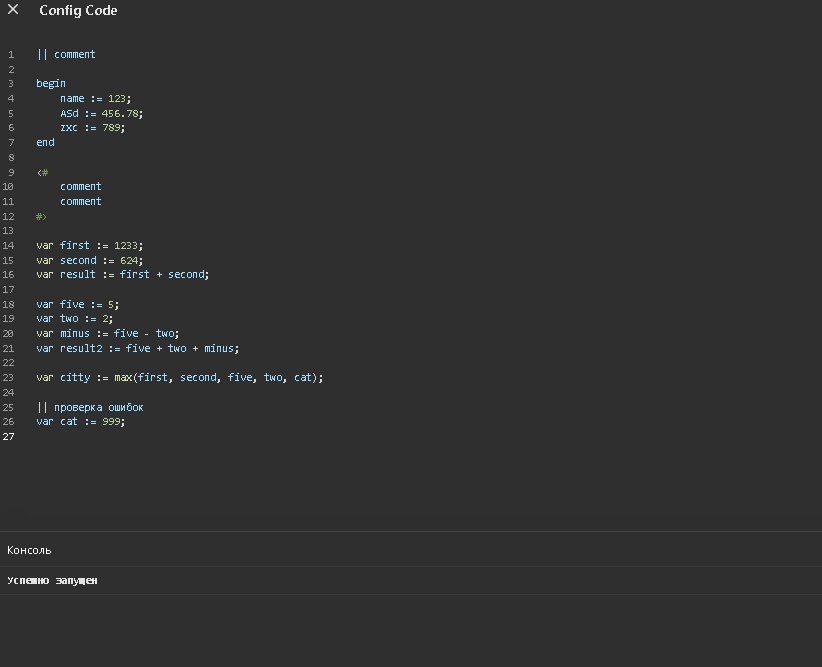 Config Code
1 || comment
2
3 begin
4 name := 123;
5 ASd := 456.78;
6 zxc := 789;
7 end
8
9 <#
10 comment
11 comment
12 #>
13
14 var first := 1233;
15 var second := 624;
16 var result := first + second;
17
18 var five := 5;
19 var two := 2;
20 var minus := five - two;
21 var result2 := five + two + minus;
22
23 var citty := max(first, second, five, two, cat);
24
25 || проверка ошибок
26 var cat := 999;
27
Консоль
Успешно запущен